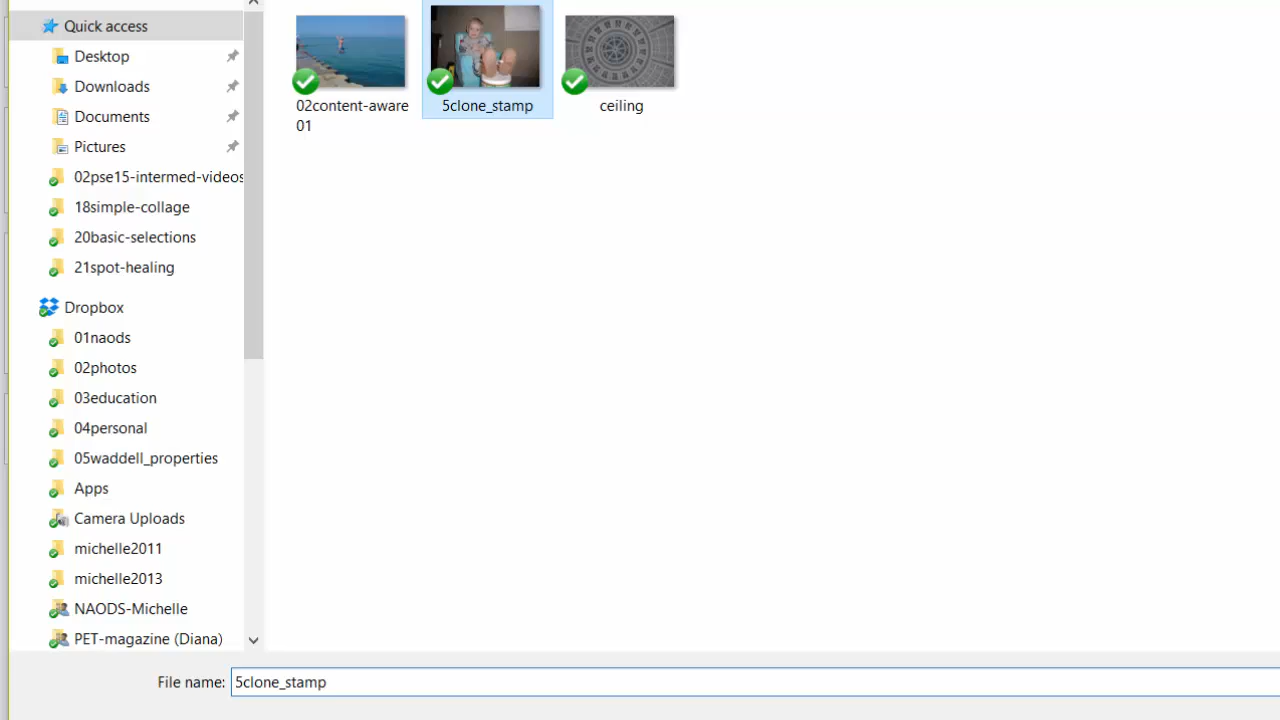 Quick access
Desktop
Downloads
Documents
Pictures
02pse15-intermed-videos
18simple-collage
20basic-selections
21spot-healing
Dropbox
01naods
02photos
03education
04personal
05waddell_properties
Apps
Camera Uploads
michelle2011
michelle2013
NAODS-Michelle
PET-magazine (Diana)
02content-aware
01
5clone_stamp
ceiling
File name: 5clone_stamp